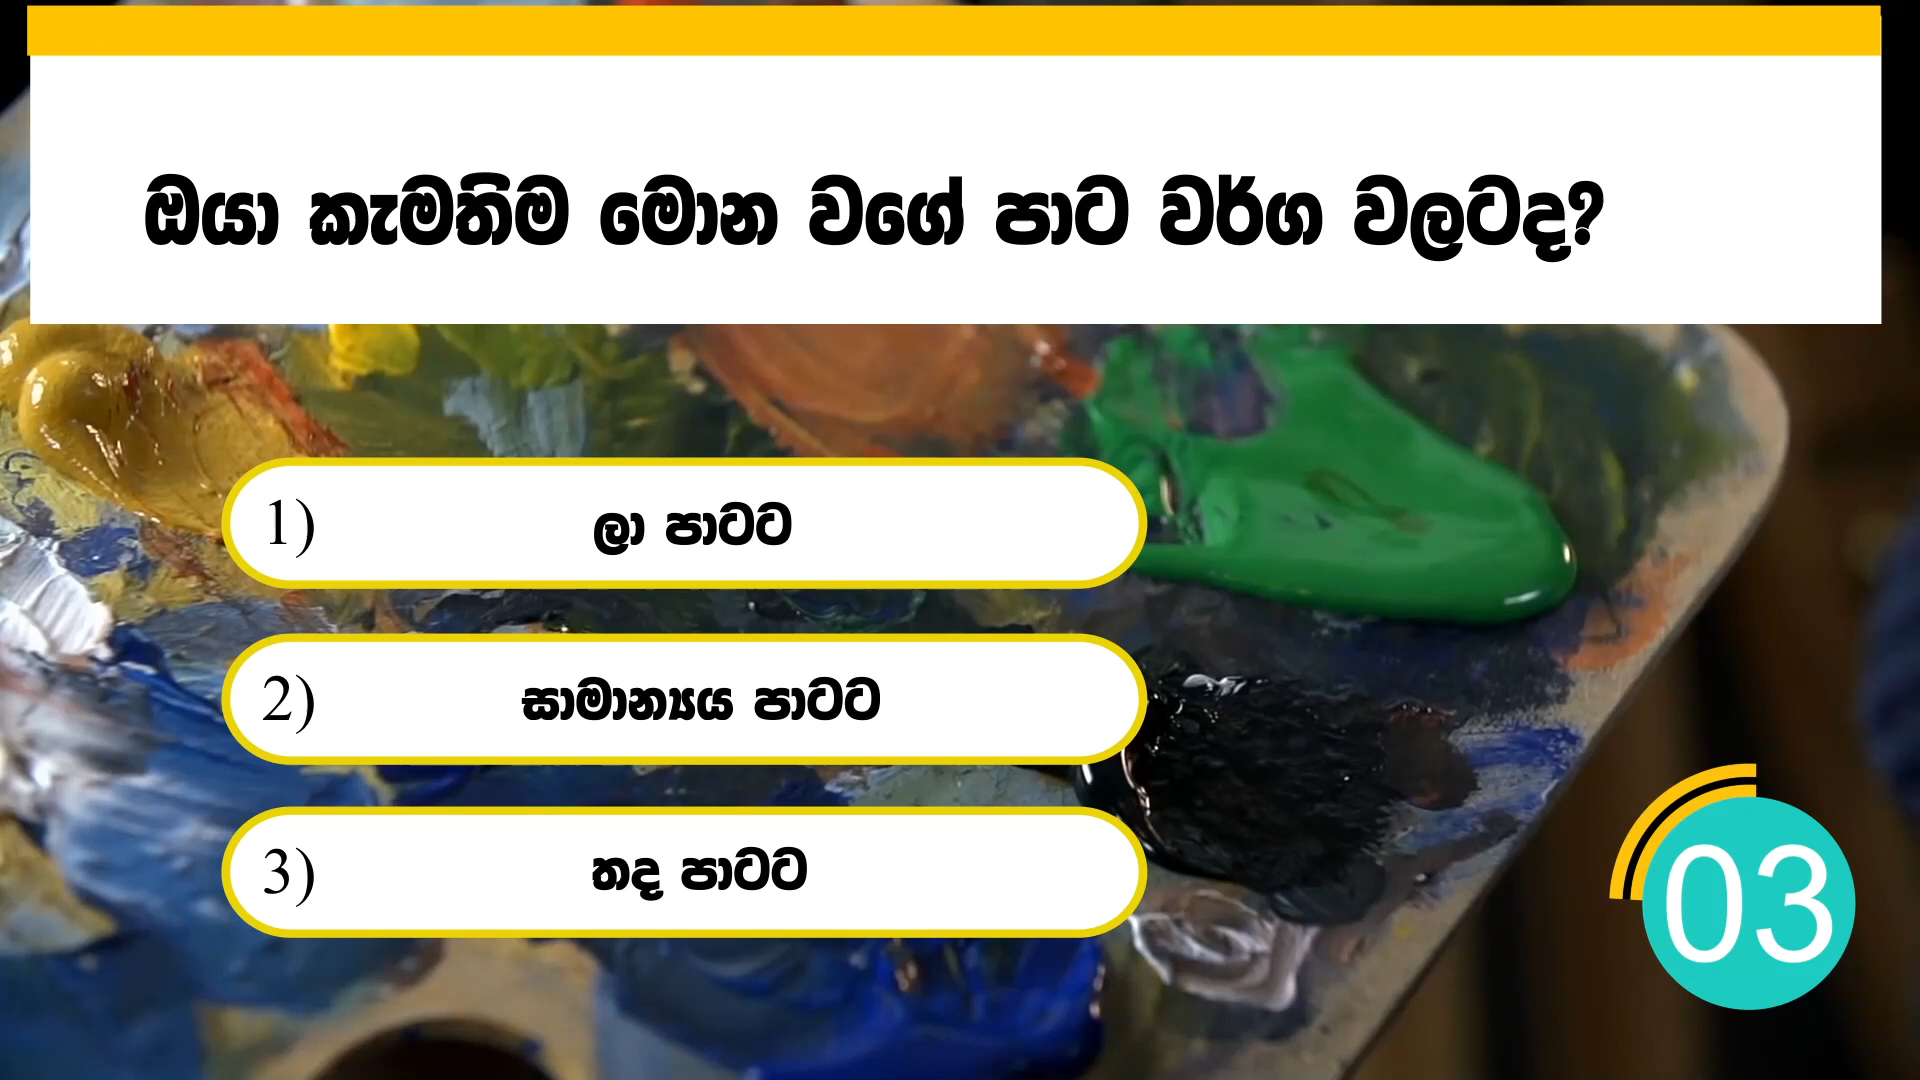 ඔයා කැමතිම මොන වගේ පාට වර්ග වලටද?
1) ලා පාටට
2) සාමාන්‍යය පාටට
3) තද පාටට
03